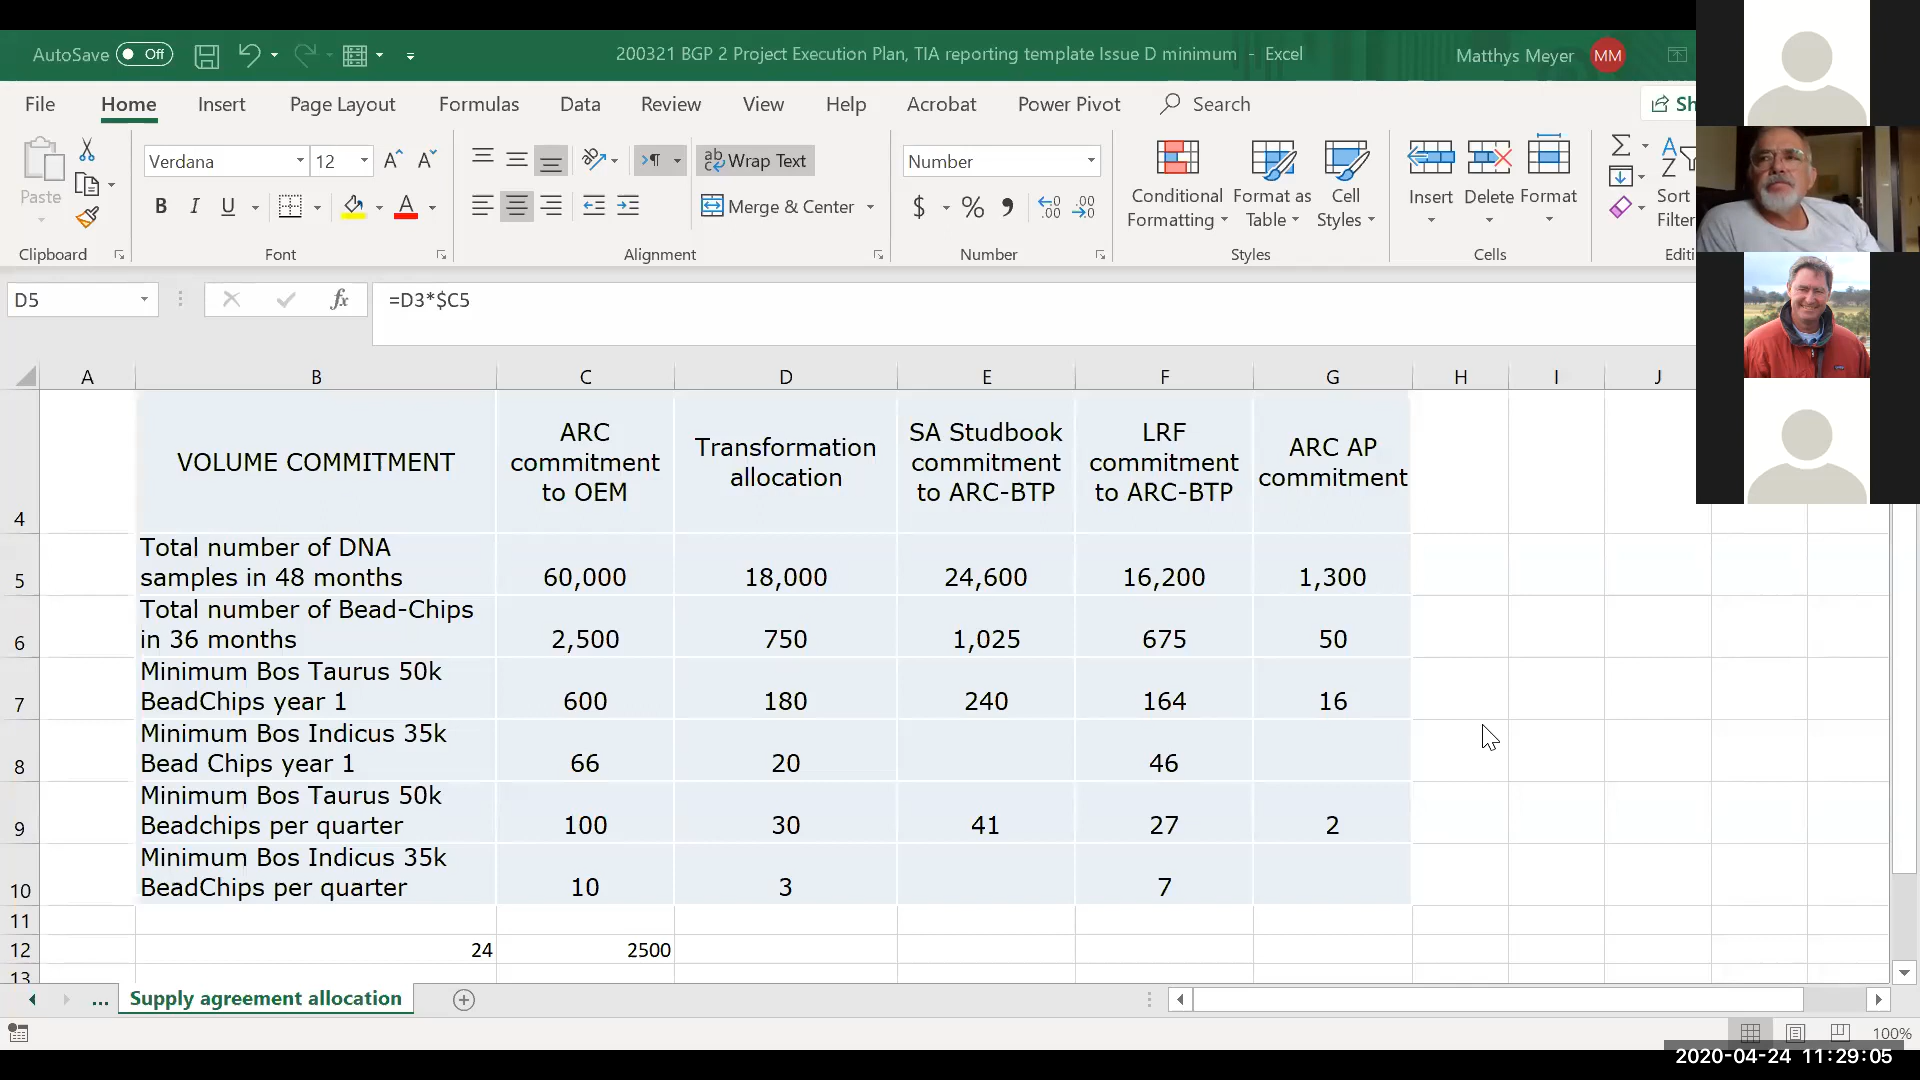 AutoSave Off
200321 BGP 2 Project Execution Plan, TIA reporting template Issue D minimum - Excel
Matthys Meyer MM
File Home Insert Page Layout Formulas Data Review View Help Acrobat Power Pivot Search Sh
Paste
Verdana 12
B I U
Wrap Text
Merge & Center
Number
$ % 
Conditional Formatting
Format as Table
Cell Styles
Insert Delete Format
Sort
Filter
Clipboard Font Alignment Number Styles Cells Editi
D5 fx =D3*$C5
A B C D E F G H I J
4 VOLUME COMMITMENT
ARC
commitment
to OEM
Transformation
allocation
SA Studbook
commitment
to ARC-BTP
LRF
commitment
to ARC-BTP
ARC AP
commitment
Total number of DNA
5 samples in 48 months 60,000 18,000 24,600 16,200 1,300
Total number of Bead-Chips
6 in 36 months 2,500 750 1,025 675 50
Minimum Bos Taurus 50k
7 BeadChips year 1 600 180 240 164 16
Minimum Bos Indicus 35k
8 Bead Chips year 1 66 20 46
Minimum Bos Taurus 50k
9 Beadchips per quarter 100 30 41 27 2
Minimum Bos Indicus 35k
10 BeadChips per quarter 10 3 7
11
12 24 2500
13
... Supply agreement allocation
100%
2020-04-24 11:29:05